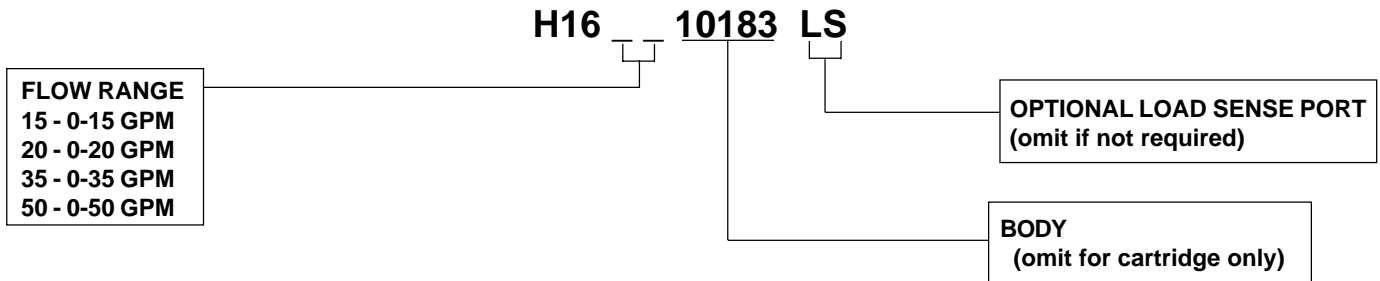 H16 _ _ 10183 LS
FLOW RANGE
15 - 0-15 GPM
20 - 0-20 GPM
35 - 0-35 GPM
50 - 0-50 GPM
OPTIONAL LOAD SENSE PORT
(omit if not required)
BODY
(omit for cartridge only)